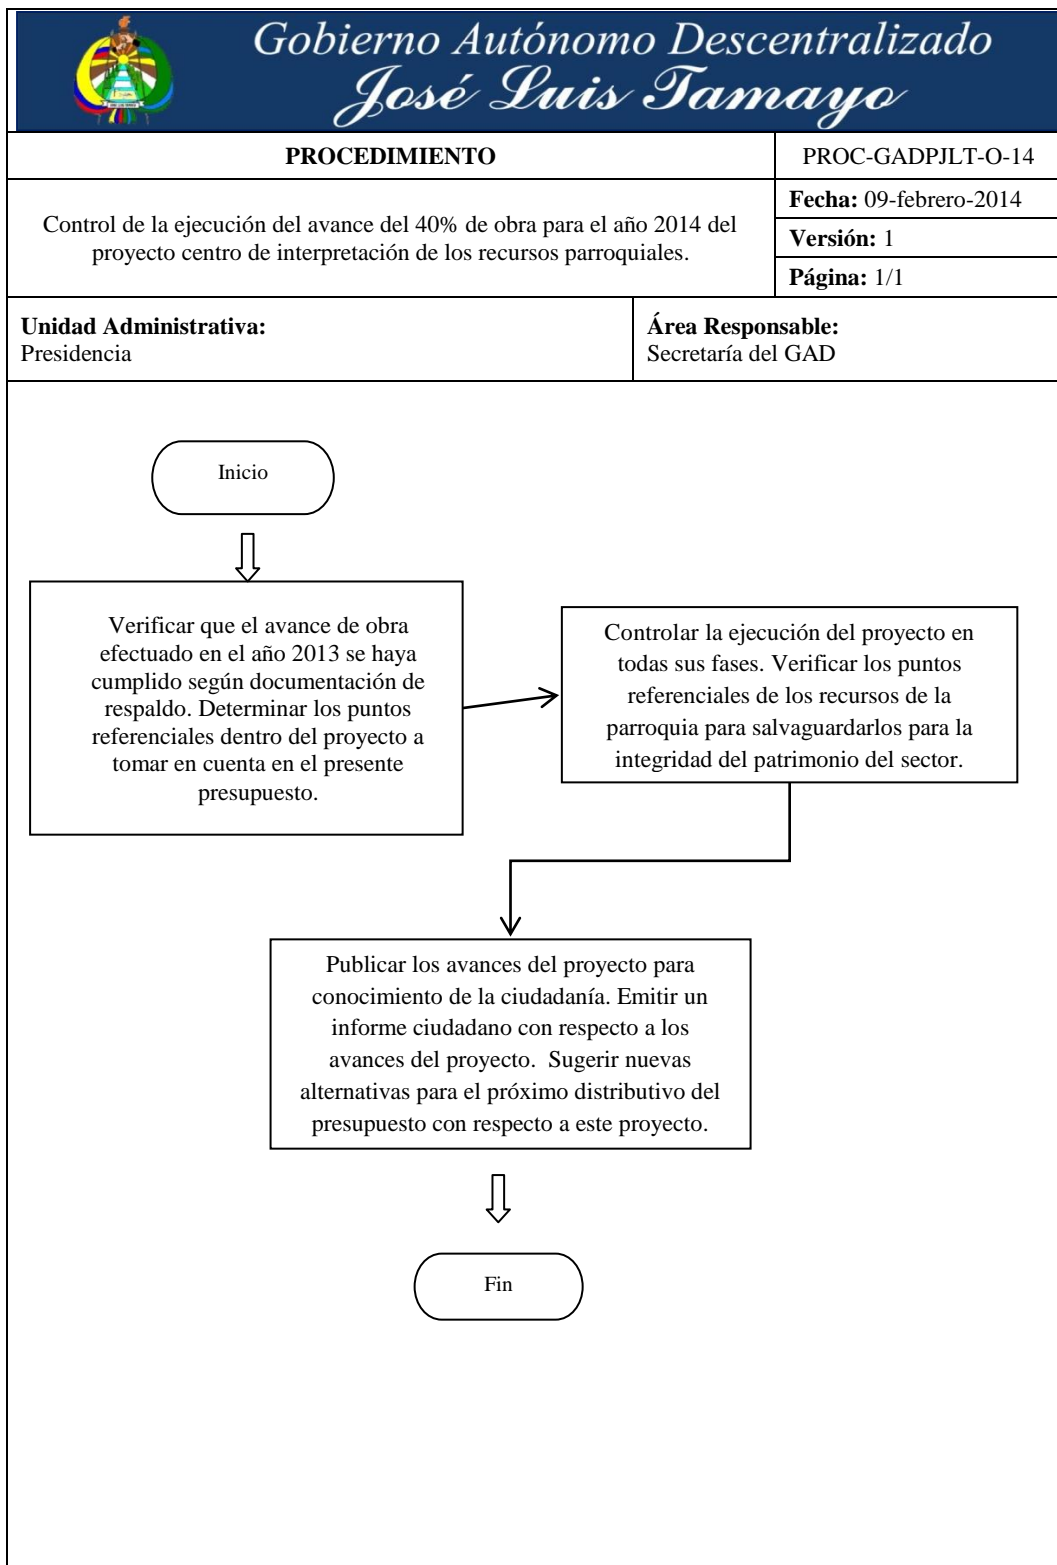 Gobierno Autónomo Descentralizado
José Luis Tamayo
PROCEDIMIENTO
PROC-GADPJLT-O-14
Control de la ejecución del avance del 40% de obra para el año 2014 del
proyecto centro de interpretación de los recursos parroquiales.
Fecha: 09-febrero-2014
Versión: 1
Página: 1/1
Unidad Administrativa:
Presidencia
Área Responsable:
Secretaría del GAD
Inicio
Verificar que el avance de obra
efectuado en el año 2013 se haya
cumplido según documentación de
respaldo. Determinar los puntos
referenciales dentro del proyecto a
tomar en cuenta en el presente
presupuesto.
Controlar la ejecución del proyecto en
todas sus fases. Verificar los puntos
referenciales de los recursos de la
parroquia para salvaguardarlos para la
integridad del patrimonio del sector.
Publicar los avances del proyecto para
conocimiento de la ciudadanía. Emitir un
informe ciudadano con respecto a los
avances del proyecto.  Sugerir nuevas
alternativas para el próximo distributivo del
presupuesto con respecto a este proyecto.
Fin